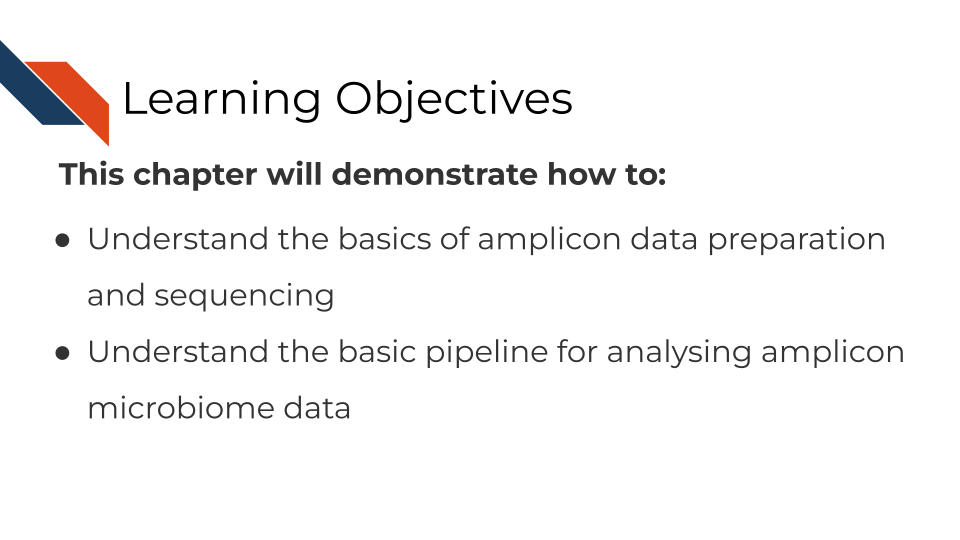 Learning Objectives
This chapter will demonstrate how to:
● Understand the basics of amplicon data preparation
and sequencing
● Understand the basic pipeline for analysing amplicon
microbiome data